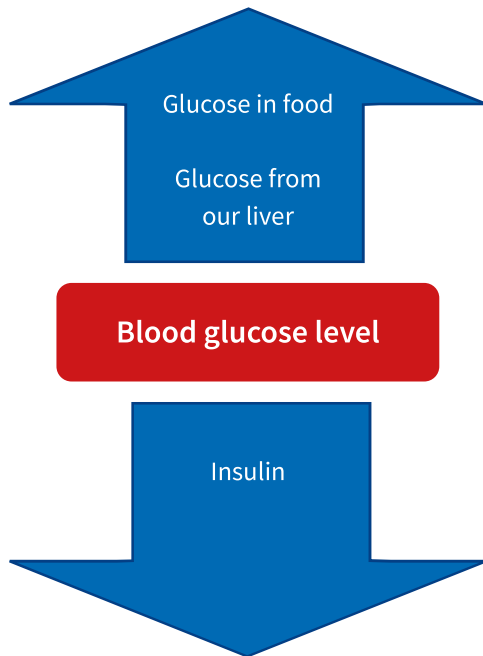 Glucose in food
Glucose from
our liver
Blood glucose level
Insulin